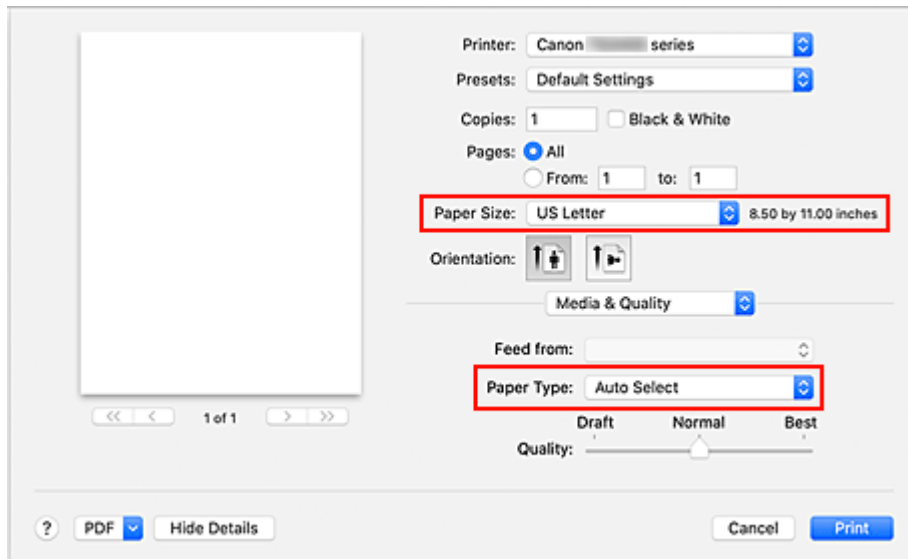 Printer: Canon series
Presets: Default Settings
Copies: 1 Black & White
Pages: All
From: 1 to: 1
Paper Size: US Letter 8.50 by 11.00 inches
Orientation:
Media & Quality
Feed from:
Paper Type: Auto Select
<< < 1 of 1 > >>
Draft Normal Best
Quality:
? PDF Hide Details Cancel Print